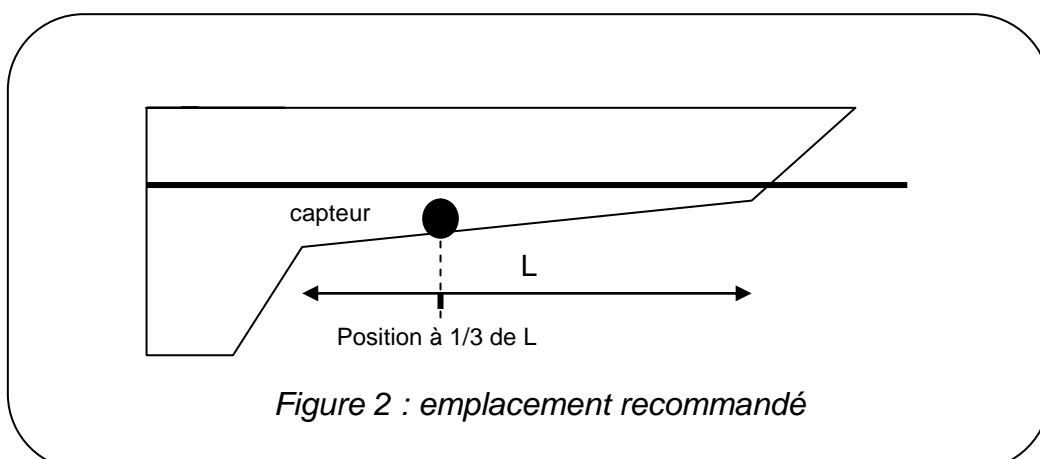 capteur
L
Position à 1/3 de L
Figure 2 : emplacement recommandé